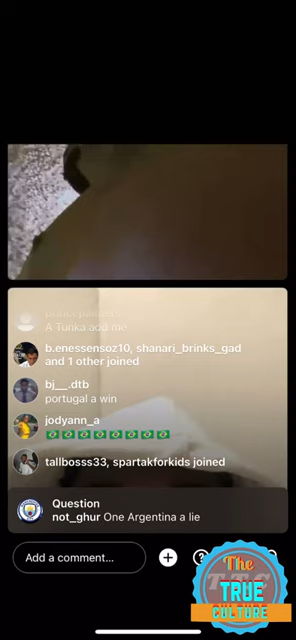 A Tunka add me
b.enessensoz10, shanari_brinks_gad
and 1 other joined
bj__.dtb
portugal a win
jodyann_a
🇧🇷🇧🇷🇧🇷🇧🇷🇧🇷🇧🇷🇧🇷🇧🇷
tallbosss33, spartakforkids joined
Question
not_ghur One Argentina a lie
Add a comment…
The
TRUE
CULTURE